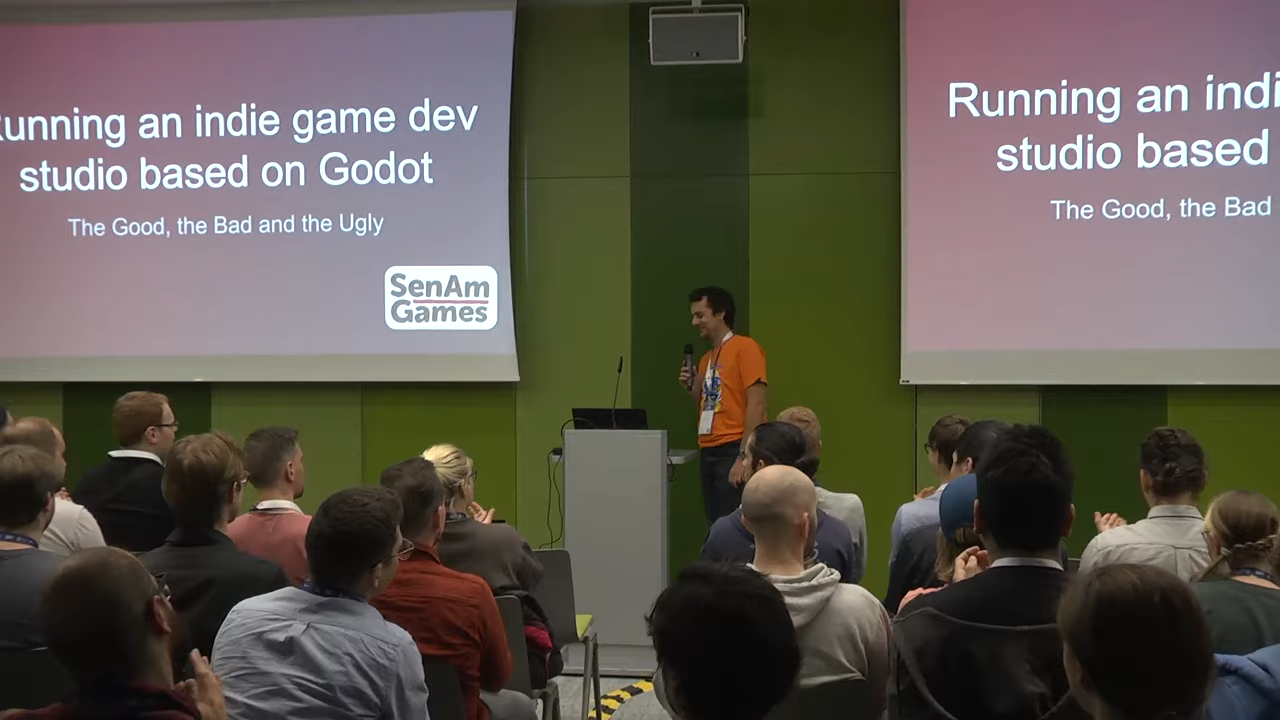 unning an indie game dev
studio based on Godot
The Good, the Bad and the Ugly
SenAm
Games
Running an indi
studio based
The Good, the Bad